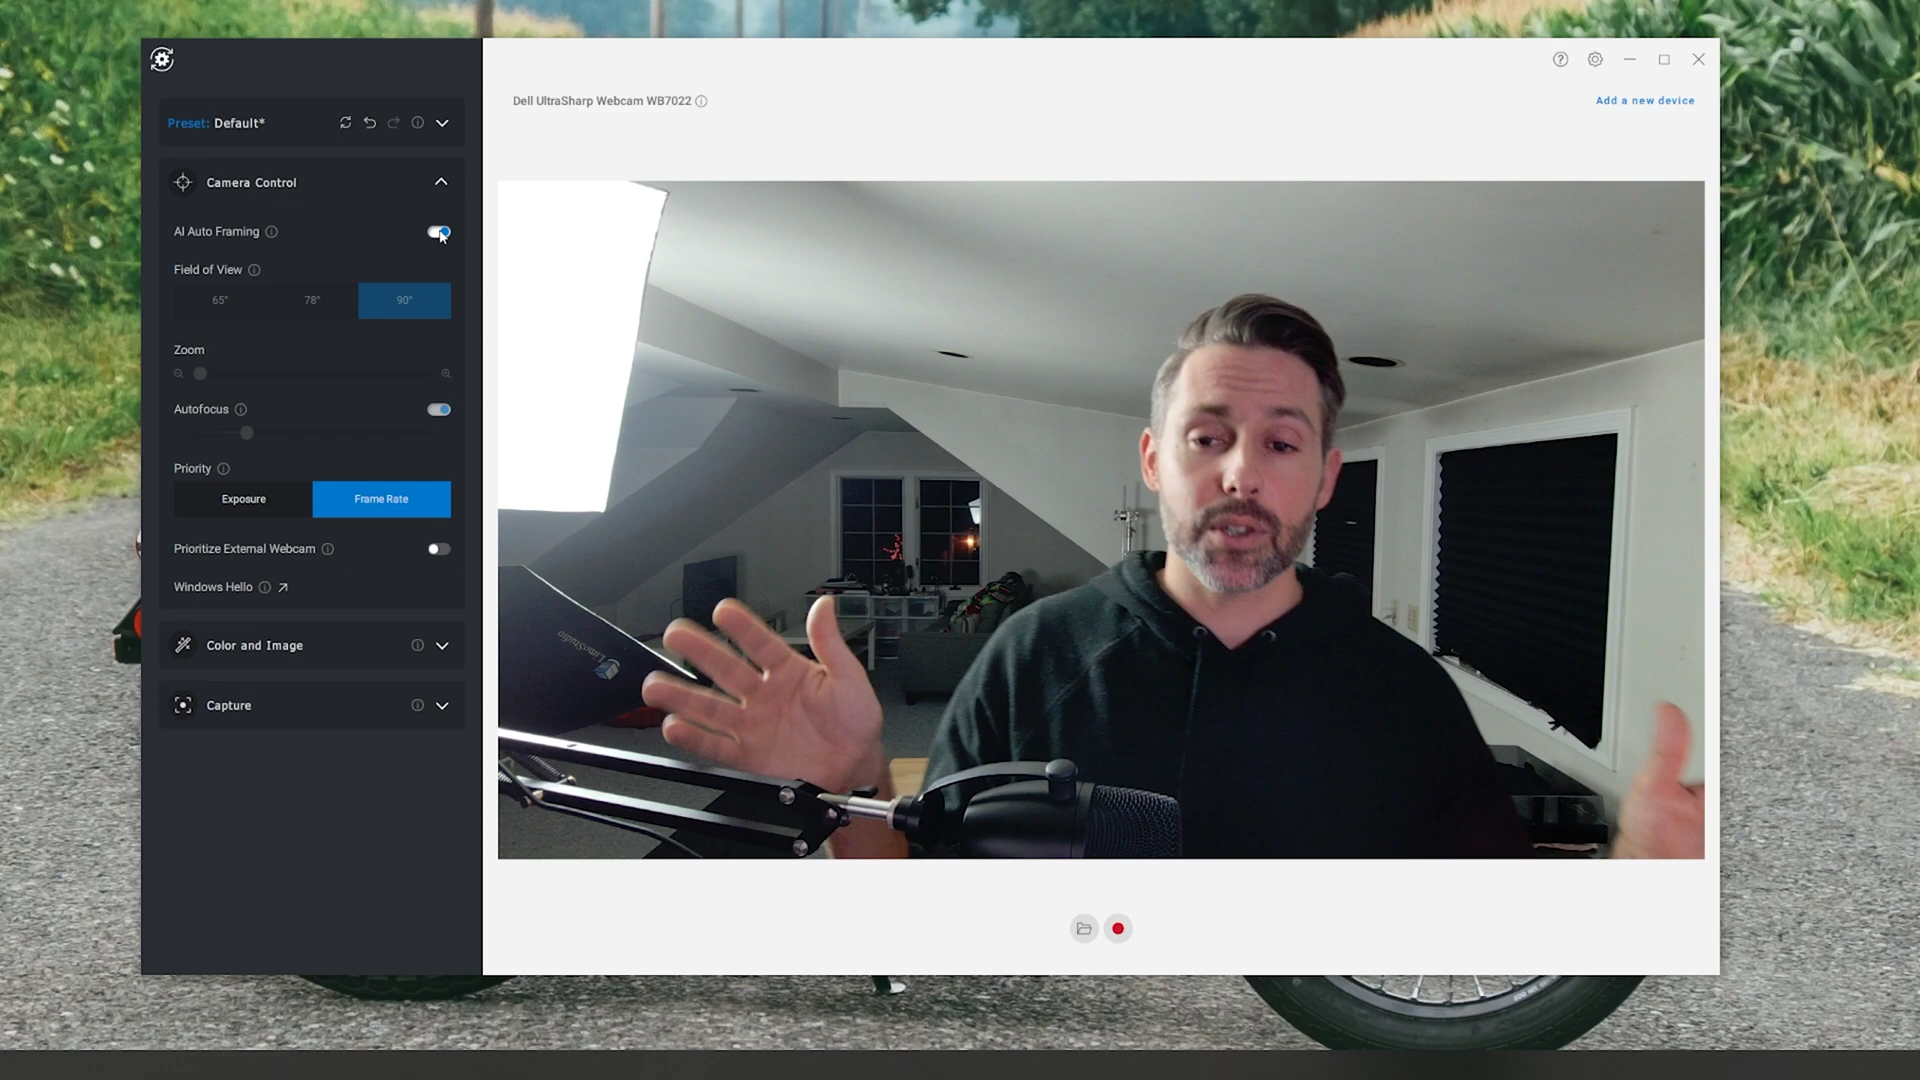 Preset: Default*
Dell UltraSharp Webcam WB7022
Add a new device
Camera Control
AI Auto Framing
Field of View
65° 78° 90°
Zoom
Autofocus
Priority
Exposure Frame Rate
Prioritize External Webcam
Windows Hello
Color and Image
Capture
LimoStudio